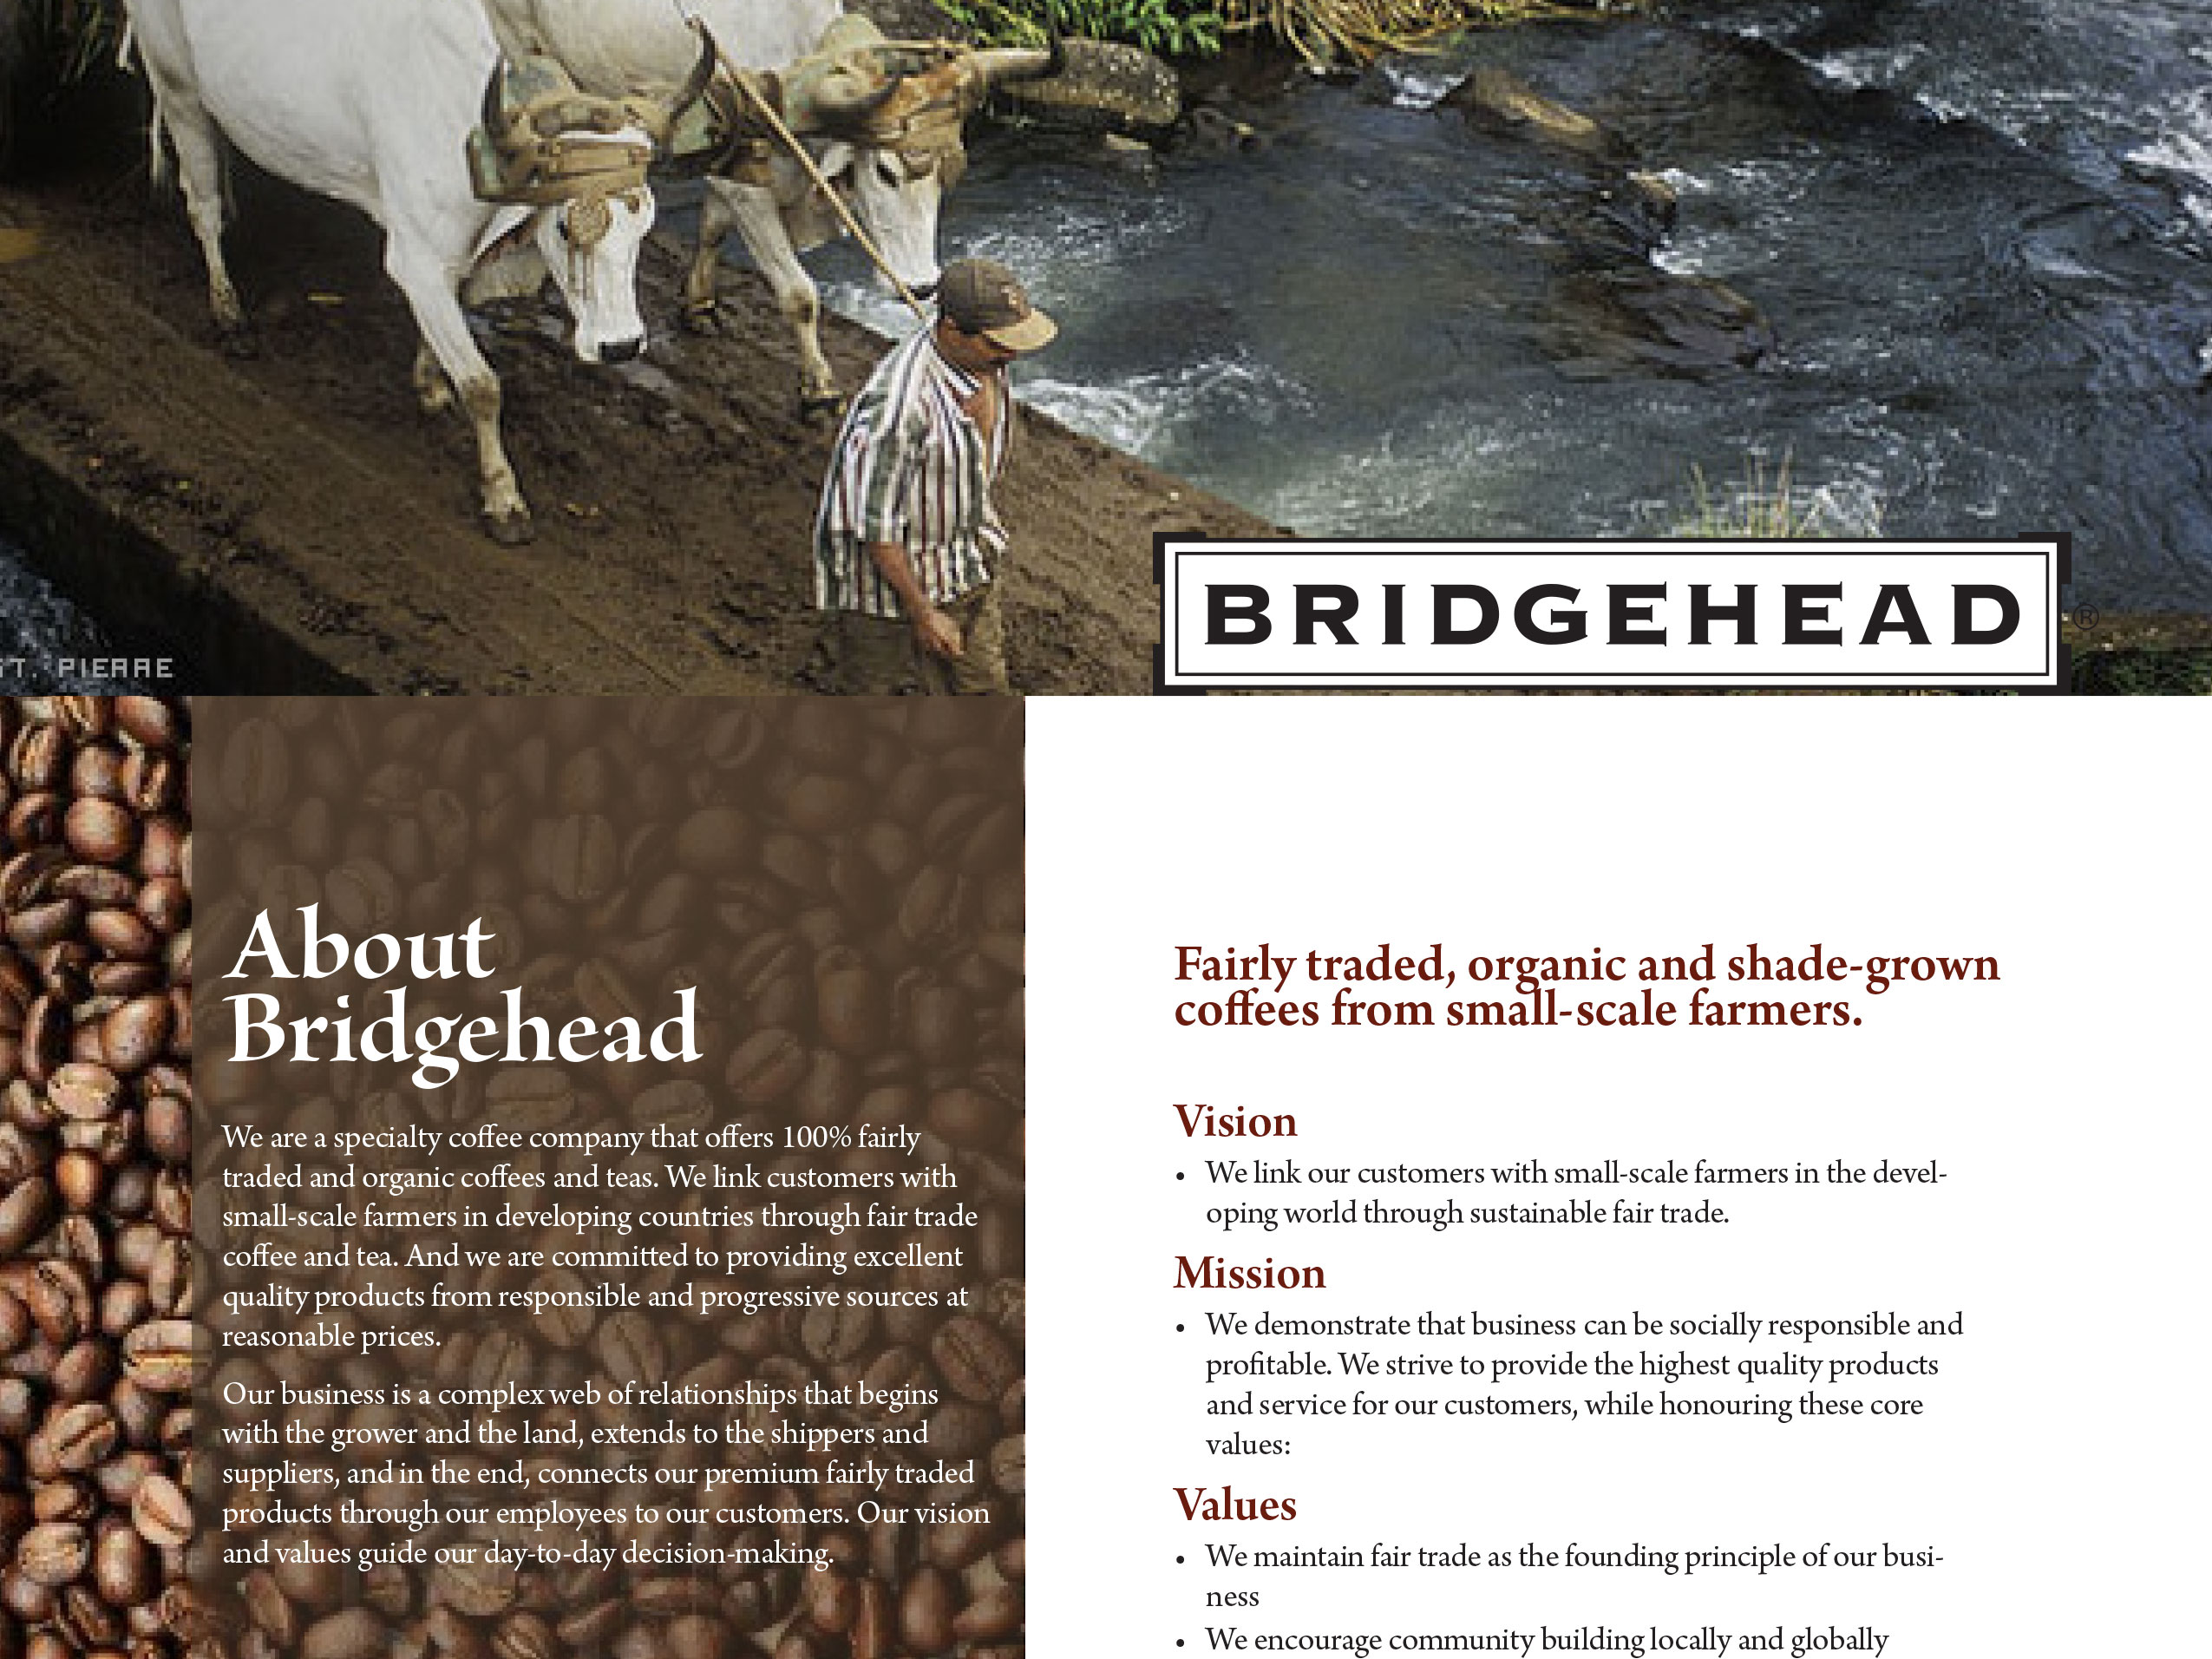 ST. PIERRE
BRIDGEHEAD®
About
Bridgehead
We are a specialty coffee company that offers 100% fairly
traded and organic coffees and teas. We link customers with
small-scale farmers in developing countries through fair trade
coffee and tea. And we are committed to providing excellent
quality products from responsible and progressive sources at
reasonable prices.
Our business is a complex web of relationships that begins
with the grower and the land, extends to the shippers and
suppliers, and in the end, connects our premium fairly traded
products through our employees to our customers. Our vision
and values guide our day-to-day decision-making.
Fairly traded, organic and shade-grown
coffees from small-scale farmers.
Vision
• We link our customers with small-scale farmers in the devel-
oping world through sustainable fair trade.
Mission
• We demonstrate that business can be socially responsible and
profitable. We strive to provide the highest quality products
and service for our customers, while honouring these core
values:
Values
• We maintain fair trade as the founding principle of our busi-
ness
• We encourage community building locally and globally